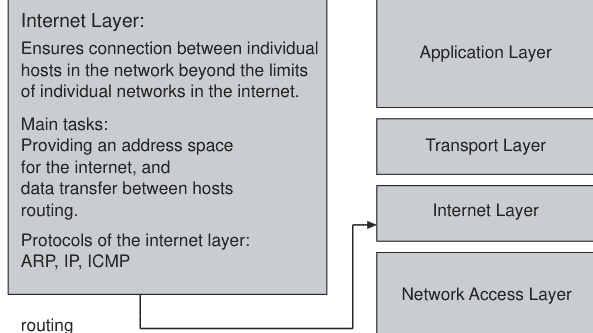 Internet Layer:
Ensures connection between individual
hosts in the network beyond the limits
of individual networks in the internet.
Main tasks:
Providing an address space
for the internet, and
data transfer between hosts
routing.
Protocols of the internet layer:
ARP, IP, ICMP
routing
Application Layer
Transport Layer
Internet Layer
Network Access Layer